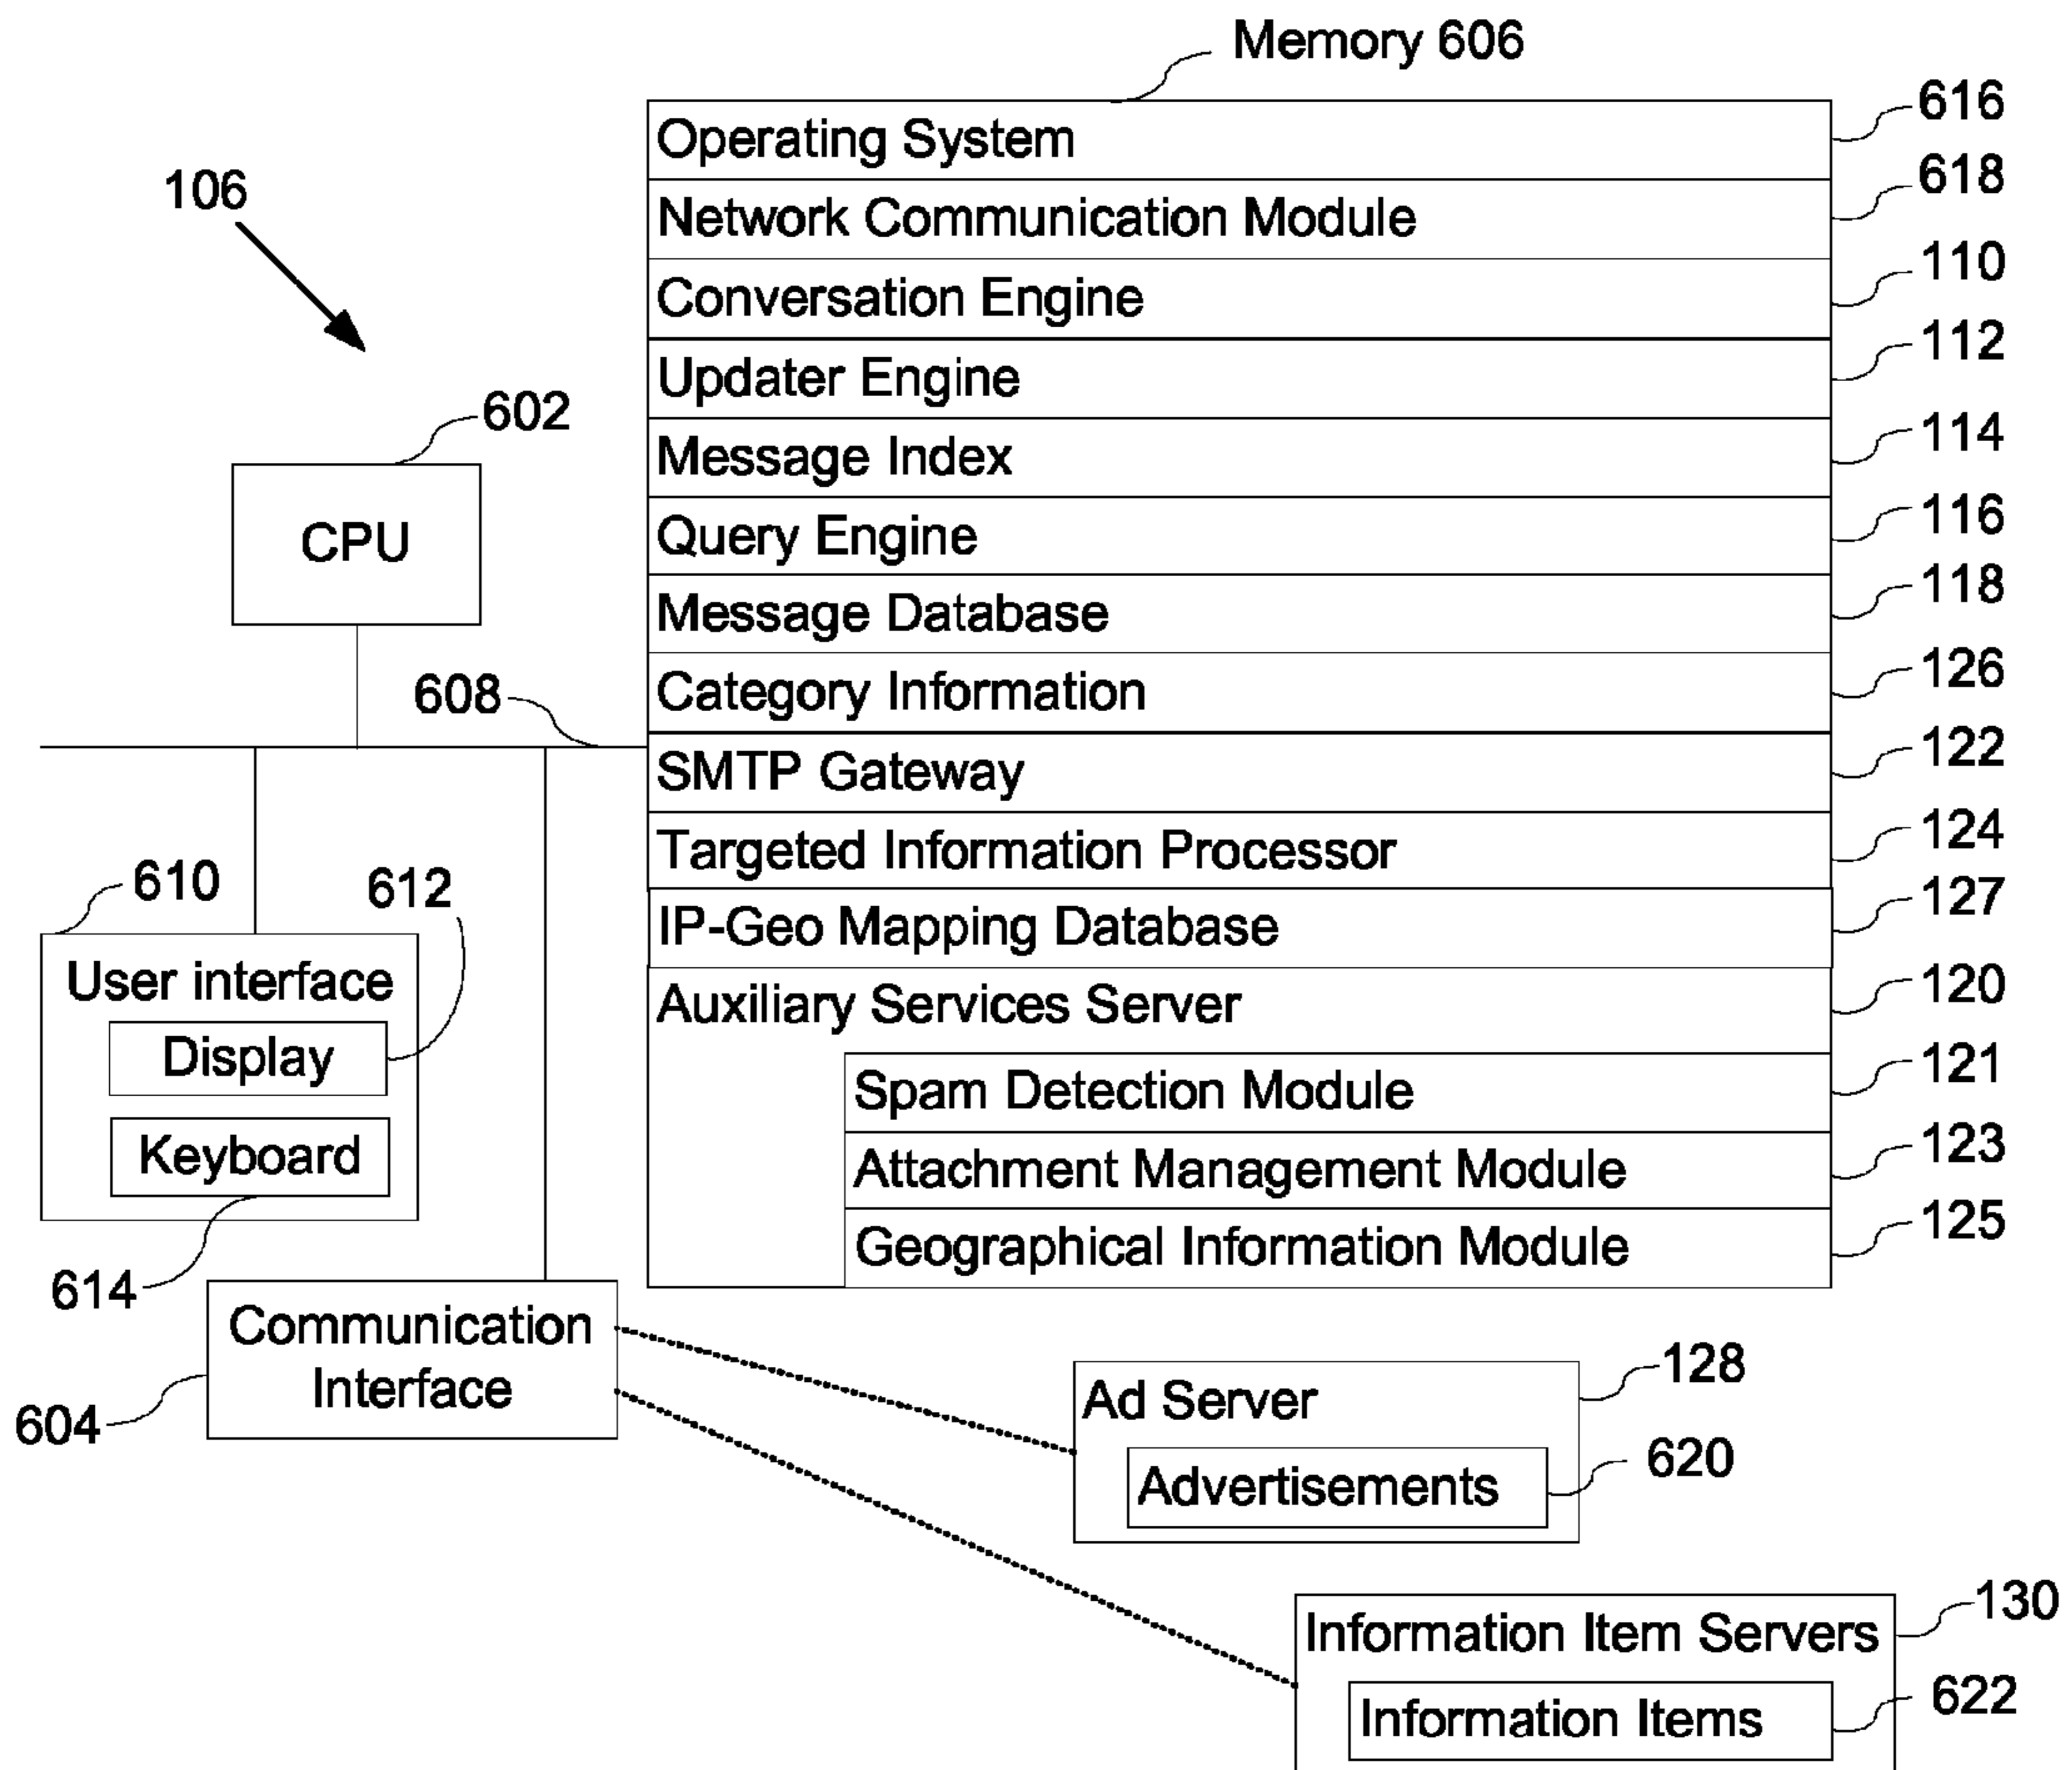 Memory 606
Operating System 616
Network Communication Module 618
Conversation Engine 110
Updater Engine 112
Message Index 114
Query Engine 116
Message Database 118
Category Information 126
SMTP Gateway 122
Targeted Information Processor 124
IP-Geo Mapping Database 127
Auxiliary Services Server 120
Spam Detection Module 121
Attachment Management Module 123
Geographical Information Module 125
106
602
CPU
608
610
612
User interface
Display
Keyboard
614
Communication
Interface
604
128
Ad Server
Advertisements 620
130
Information Item Servers
Information Items 622